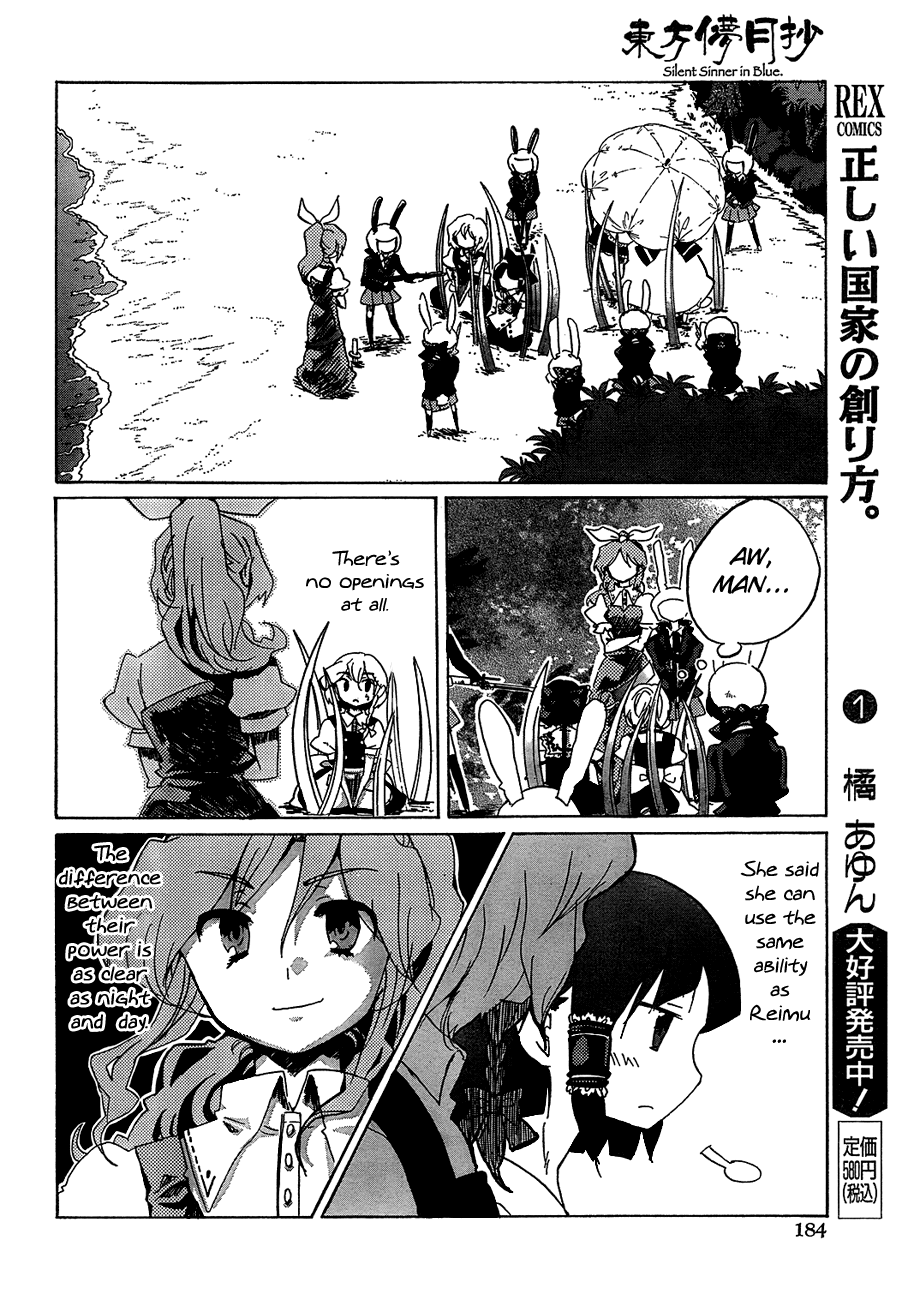 東方儚月抄
Silent Sinner in Blue.
REX
COMICS
正しい国家の創り方。
❶
橘 あゆん
大好評発売中!
定価
580円
(税込)
AW,
MAN...
There's
no openings
at all.
She said
she can
use the
same
ability
as
Reimu
...
The
difference
between
their
power is
as clear
as night
and day.
184